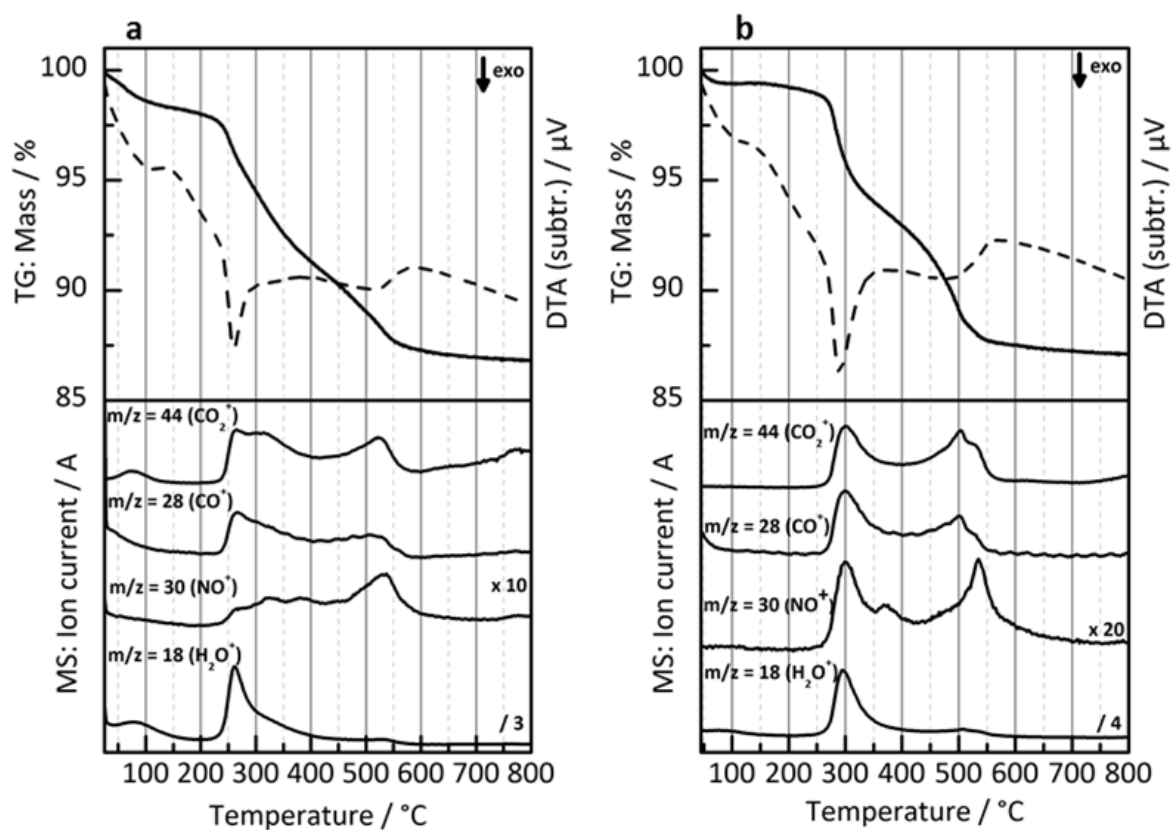 a
exo
TG: Mass / %
100
95
90
85
DTA (subtr.) / µV
m/z = 44 (CO₂⁺)
m/z = 28 (CO⁺)
m/z = 30 (NO⁺)
x 10
m/z = 18 (H₂O⁺)
/ 3
MS: Ion current / A
100 200 300 400 500 600 700 800
Temperature / °C
b
exo
TG: Mass / %
100
95
90
85
DTA (subtr.) / µV
m/z = 44 (CO₂⁺)
m/z = 28 (CO⁺)
m/z = 30 (NO⁺)
x 20
m/z = 18 (H₂O⁺)
/ 4
MS: Ion current / A
100 200 300 400 500 600 700 800
Temperature / °C